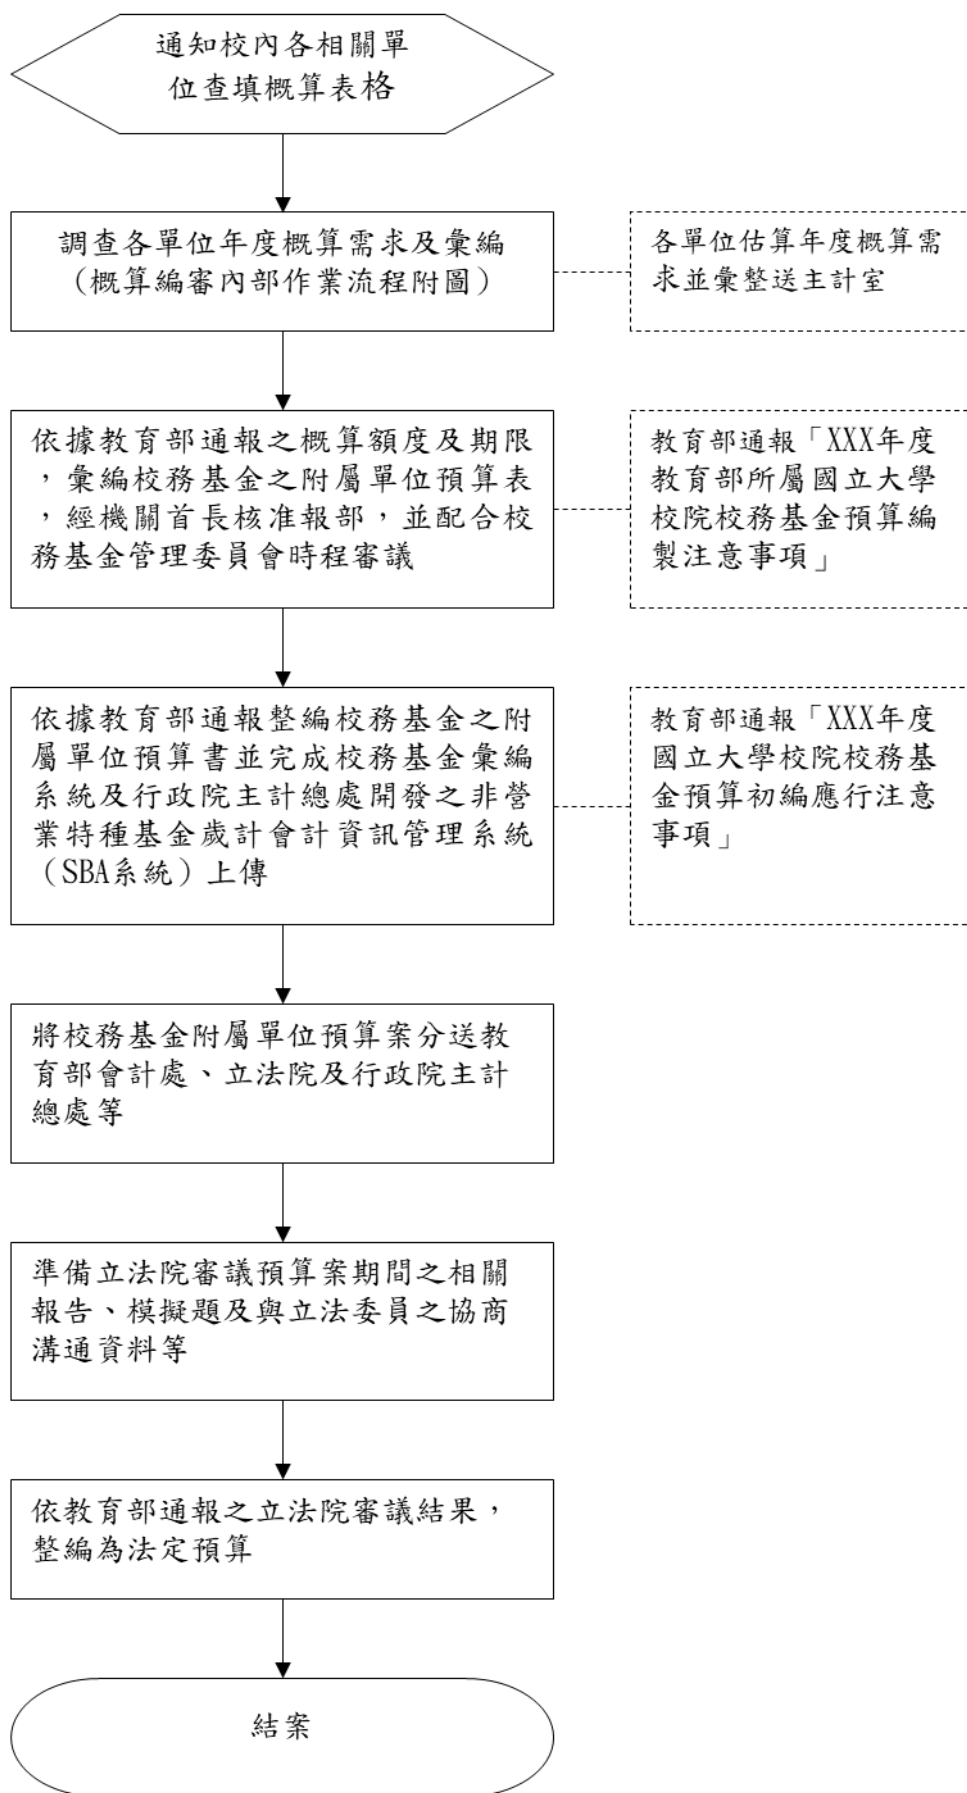 通知校內各相關單
位查填概算表格
調查各單位年度概算需求及彙編
（概算編審內部作業流程附圖）
各單位估算年度概算需
求並彙整送主計室
依據教育部通報之概算額度及期限
，彙編校務基金之附屬單位預算表
，經機關首長核准報部，並配合校
務基金管理委員會時程審議
教育部通報「XXX年度
教育部所屬國立大學
校院校務基金預算編
製注意事項」
依據教育部通報整編校務基金之附
屬單位預算書並完成校務基金彙編
系統及行政院主計總處開發之非營
業特種基金歲計會計資訊管理系統
（SBA系統）上傳
教育部通報「XXX年度
國立大學校院校務基
金預算初編應行注意
事項」
將校務基金附屬單位預算案分送教
育部會計處、立法院及行政院主計
總處等
準備立法院審議預算案期間之相關
報告、模擬題及與立法委員之協商
溝通資料等
依教育部通報之立法院審議結果，
整編為法定預算
結案